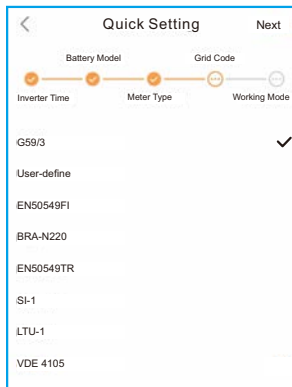 Quick Setting Next
Battery Model Grid Code
Inverter Time Meter Type Working Mode
G59/3
User-define
EN50549FI
BRA-N220
EN50549TR
SI-1
LTU-1
VDE 4105